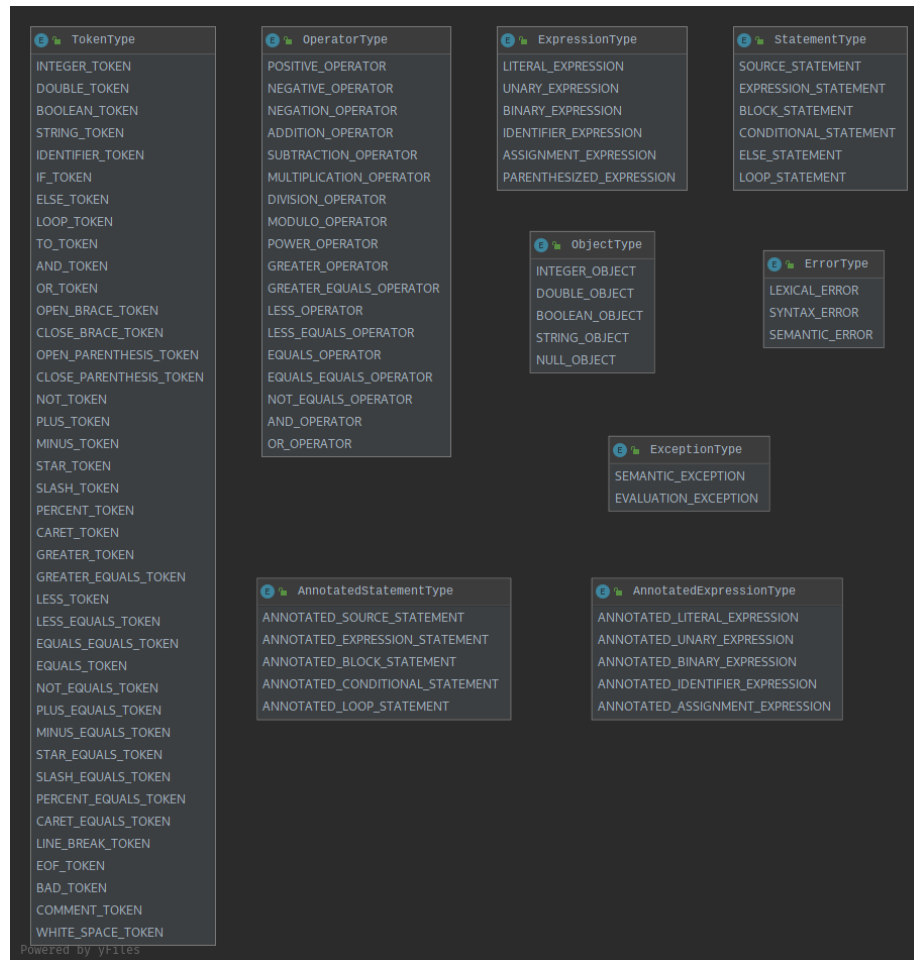 TokenType
INTEGER_TOKEN
DOUBLE_TOKEN
BOOLEAN_TOKEN
STRING_TOKEN
IDENTIFIER_TOKEN
IF_TOKEN
ELSE_TOKEN
LOOP_TOKEN
TO_TOKEN
AND_TOKEN
OR_TOKEN
OPEN_BRACE_TOKEN
CLOSE_BRACE_TOKEN
OPEN_PARENTHESIS_TOKEN
CLOSE_PARENTHESIS_TOKEN
NOT_TOKEN
PLUS_TOKEN
MINUS_TOKEN
STAR_TOKEN
SLASH_TOKEN
PERCENT_TOKEN
CARET_TOKEN
GREATER_TOKEN
GREATER_EQUALS_TOKEN
LESS_TOKEN
LESS_EQUALS_TOKEN
EQUALS_EQUALS_TOKEN
EQUALS_TOKEN
NOT_EQUALS_TOKEN
PLUS_EQUALS_TOKEN
MINUS_EQUALS_TOKEN
STAR_EQUALS_TOKEN
SLASH_EQUALS_TOKEN
PERCENT_EQUALS_TOKEN
CARET_EQUALS_TOKEN
LINE_BREAK_TOKEN
EOF_TOKEN
BAD_TOKEN
COMMENT_TOKEN
WHITE_SPACE_TOKEN
OperatorType
POSITIVE_OPERATOR
NEGATIVE_OPERATOR
NEGATION_OPERATOR
ADDITION_OPERATOR
SUBTRACTION_OPERATOR
MULTIPLICATION_OPERATOR
DIVISION_OPERATOR
MODULO_OPERATOR
POWER_OPERATOR
GREATER_OPERATOR
GREATER_EQUALS_OPERATOR
LESS_OPERATOR
LESS_EQUALS_OPERATOR
EQUALS_OPERATOR
EQUALS_EQUALS_OPERATOR
NOT_EQUALS_OPERATOR
AND_OPERATOR
OR_OPERATOR
ExpressionType
LITERAL_EXPRESSION
UNARY_EXPRESSION
BINARY_EXPRESSION
IDENTIFIER_EXPRESSION
ASSIGNMENT_EXPRESSION
PARENTHESIZED_EXPRESSION
StatementType
SOURCE_STATEMENT
EXPRESSION_STATEMENT
BLOCK_STATEMENT
CONDITIONAL_STATEMENT
ELSE_STATEMENT
LOOP_STATEMENT
ObjectType
INTEGER_OBJECT
DOUBLE_OBJECT
BOOLEAN_OBJECT
STRING_OBJECT
NULL_OBJECT
ErrorType
LEXICAL_ERROR
SYNTAX_ERROR
SEMANTIC_ERROR
ExceptionType
SEMANTIC_EXCEPTION
EVALUATION_EXCEPTION
AnnotatedStatementType
ANNOTATED_SOURCE_STATEMENT
ANNOTATED_EXPRESSION_STATEMENT
ANNOTATED_BLOCK_STATEMENT
ANNOTATED_CONDITIONAL_STATEMENT
ANNOTATED_LOOP_STATEMENT
AnnotatedExpressionType
ANNOTATED_LITERAL_EXPRESSION
ANNOTATED_UNARY_EXPRESSION
ANNOTATED_BINARY_EXPRESSION
ANNOTATED_IDENTIFIER_EXPRESSION
ANNOTATED_ASSIGNMENT_EXPRESSION
Powered by yFiles